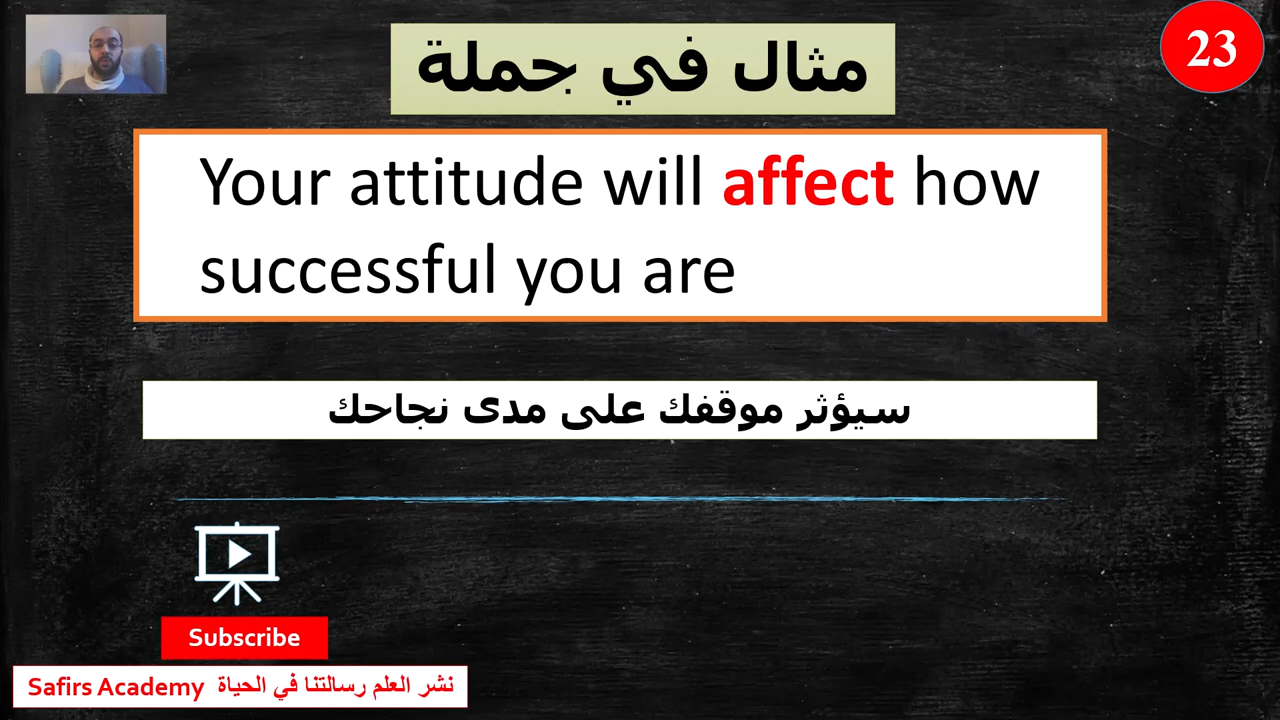 23
مثال في جملة
Your attitude will affect how
successful you are
سيؤثر موقفك على مدى نجاحك
Subscribe
Safirs Academy نشر العلم رسالتنا في الحياة